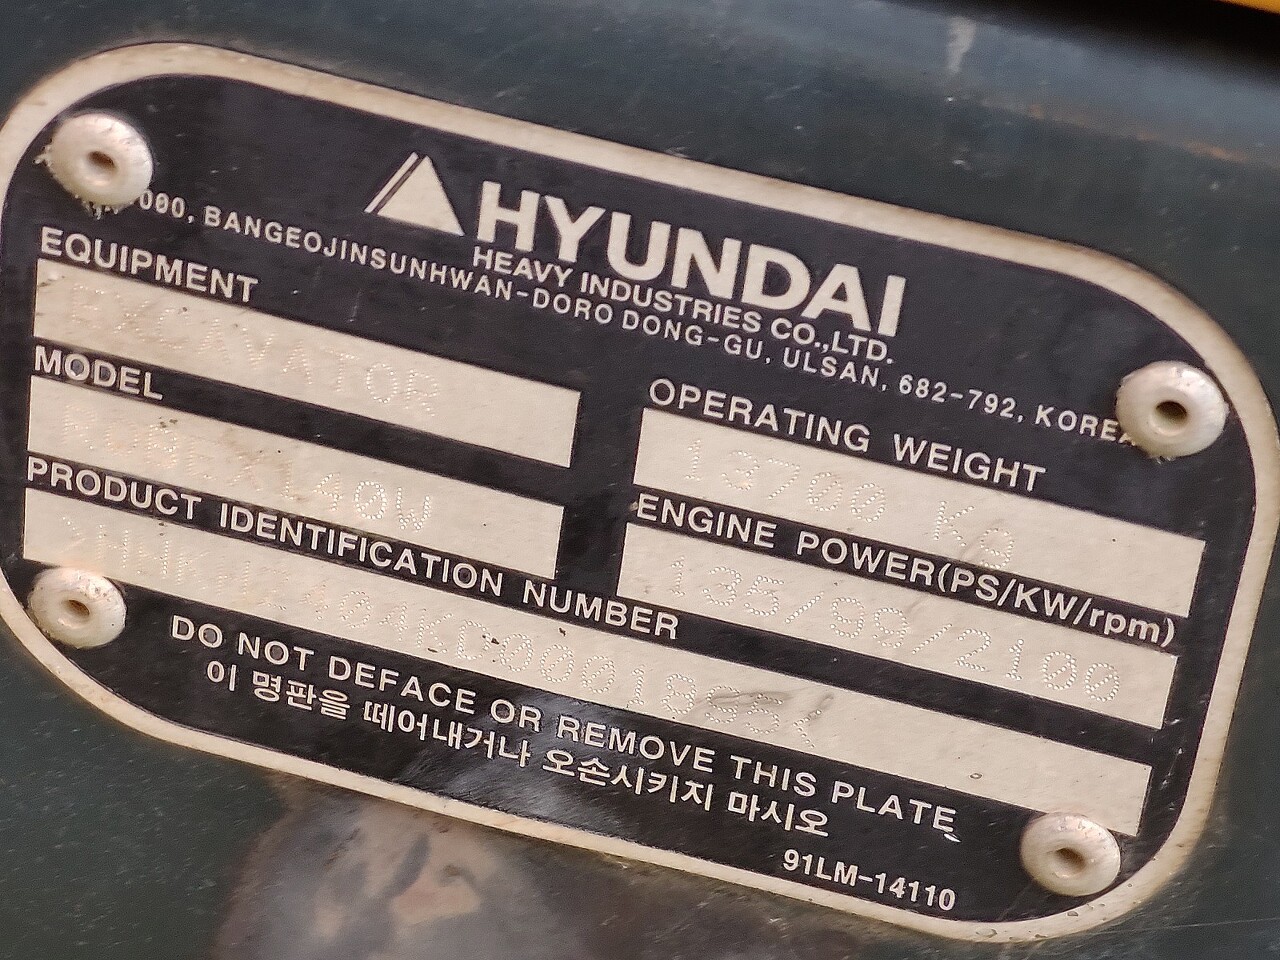 HYUNDAI
HEAVY INDUSTRIES CO.,LTD.
000, BANGEOJINSUNHWAN-DORO DONG-GU, ULSAN, 682-792, KOREA
EQUIPMENT
EXCAVATOR
OPERATING WEIGHT
13700 Kg
MODEL
ROBEX140W
ENGINE POWER(PS/KW/rpm)
135/99/2100
PRODUCT IDENTIFICATION NUMBER
DO NOT DEFACE OR REMOVE THIS PLATE
이 명판을 떼어내거나 오손시키지 마시오
91LM-14110